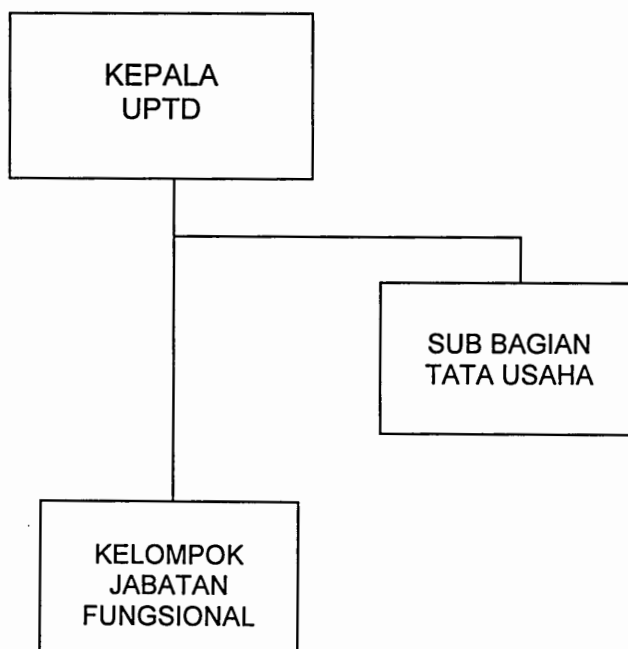 KEPALA
UPTD
SUB BAGIAN
TATA USAHA
KELOMPOK
JABATAN
FUNGSIONAL